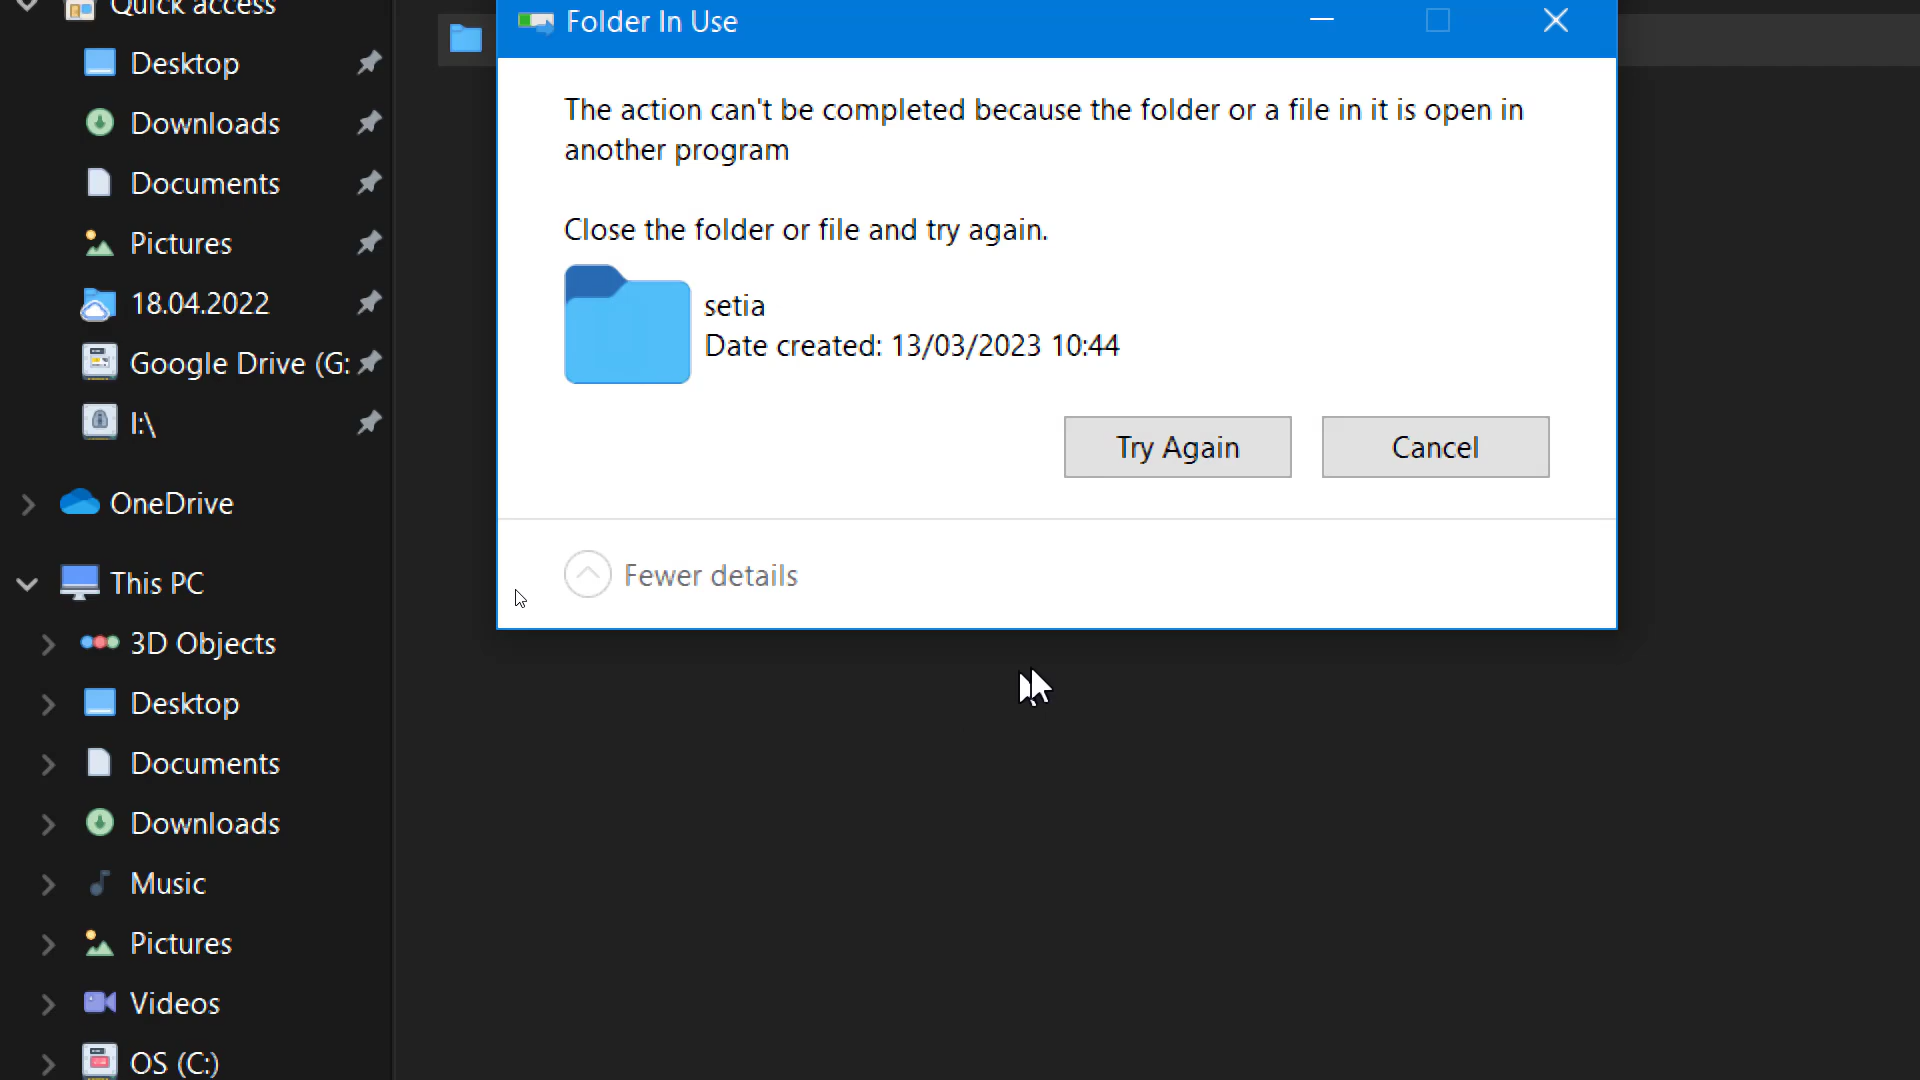 Quick access
Desktop
Downloads
Documents
Pictures
18.04.2022
Google Drive (G:
I:\
OneDrive
This PC
3D Objects
Desktop
Documents
Downloads
Music
Pictures
Videos
OS (C:)
Folder In Use
The action can't be completed because the folder or a file in it is open in
another program
Close the folder or file and try again.
setia
Date created: 13/03/2023 10:44
Try Again
Cancel
Fewer details